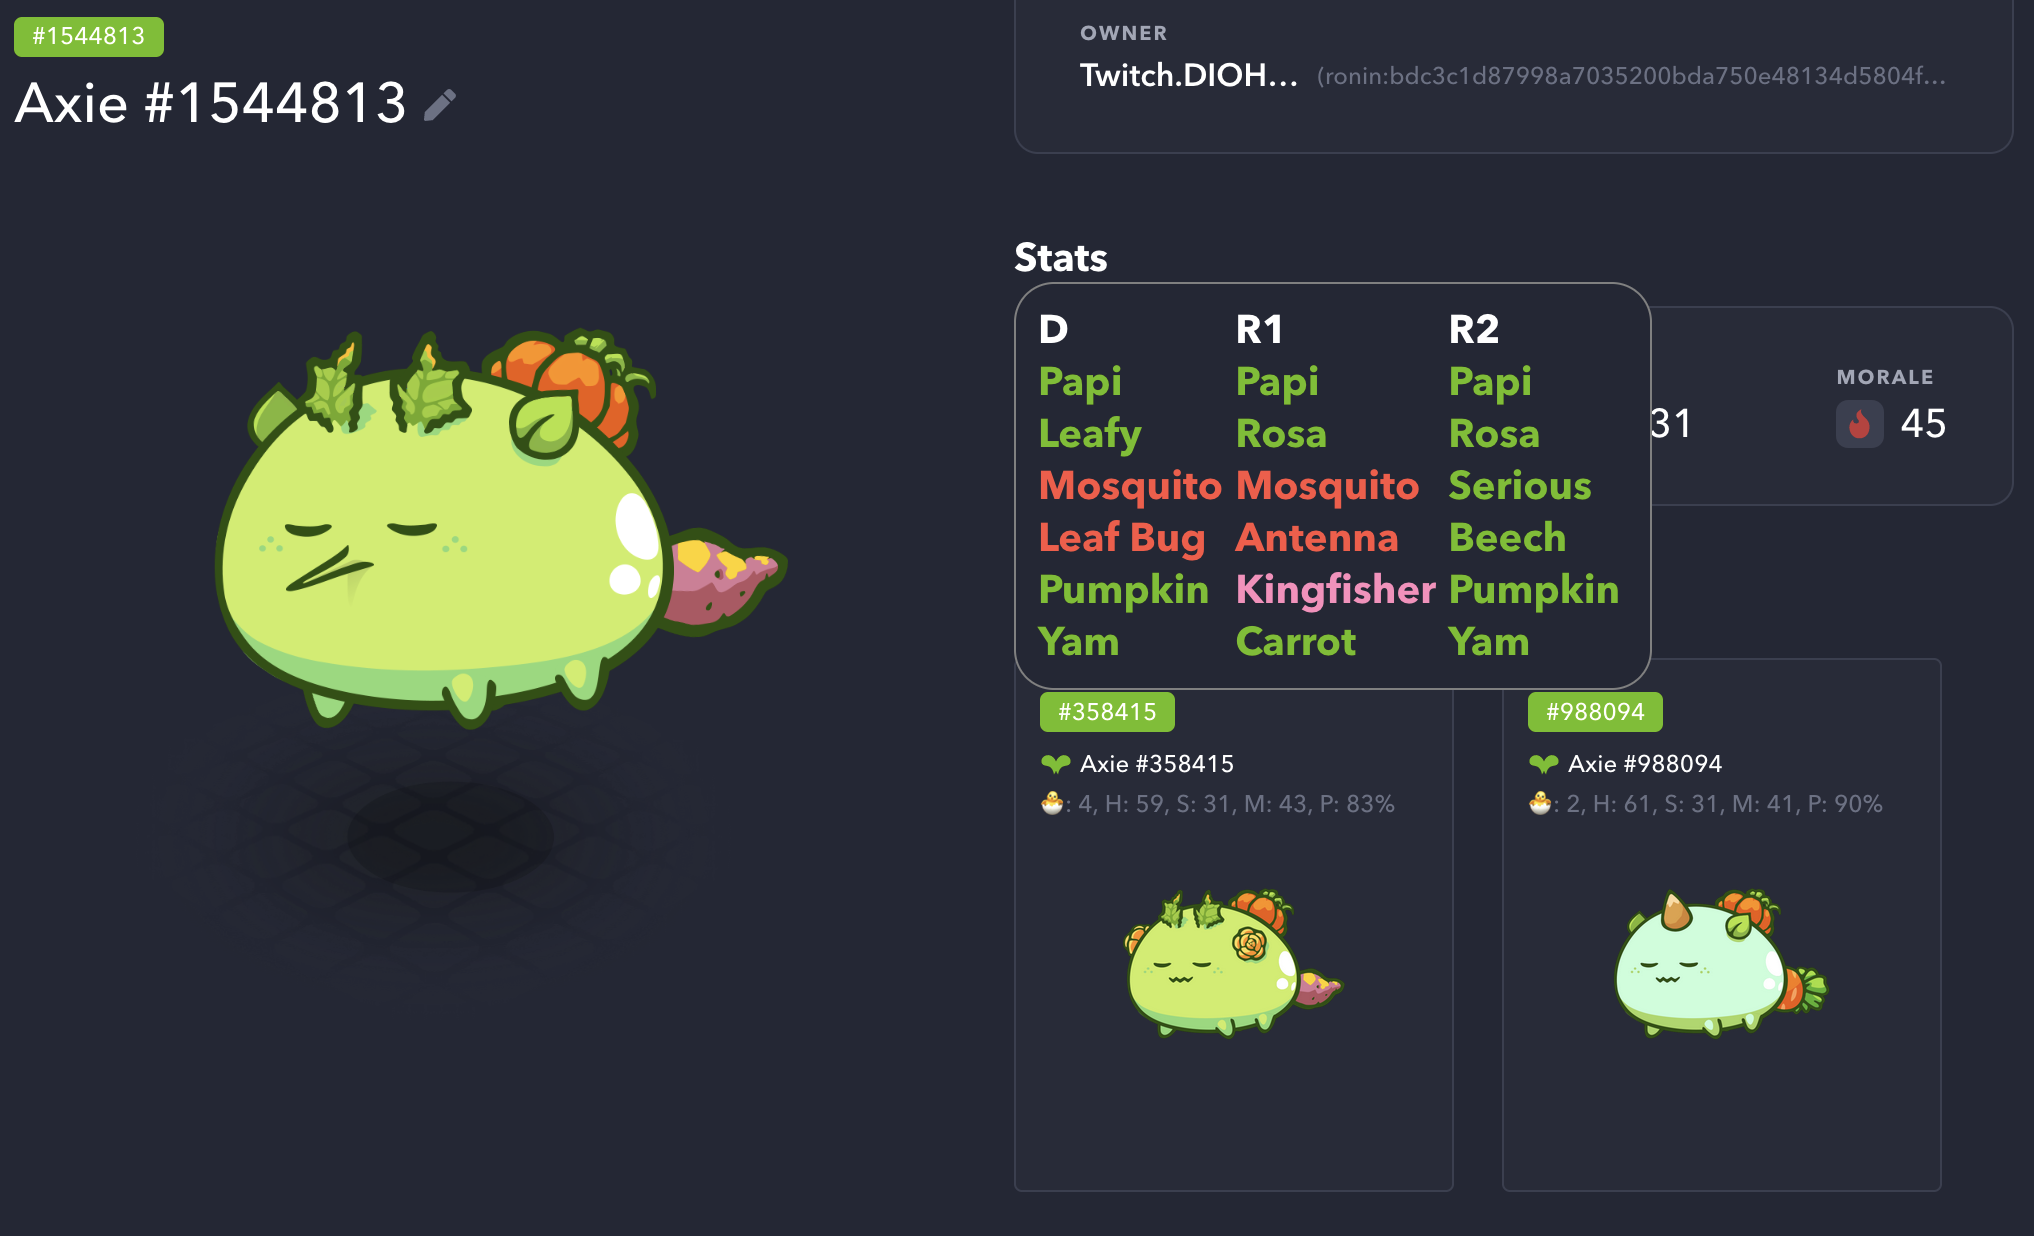 #1544813
Axie #1544813
OWNER
Twitch.DIOH... (ronin:bdc3c1d87998a7035200bda750e48134d5804f...
Stats
D R1 R2
Papi Papi Papi
Leafy Rosa Rosa
Mosquito Mosquito Serious
Leaf Bug Antenna Beech
Pumpkin Kingfisher Pumpkin
Yam Carrot Yam
31
MORALE
45
#358415
Axie #358415
: 4, H: 59, S: 31, M: 43, P: 83%
#988094
Axie #988094
: 2, H: 61, S: 31, M: 41, P: 90%